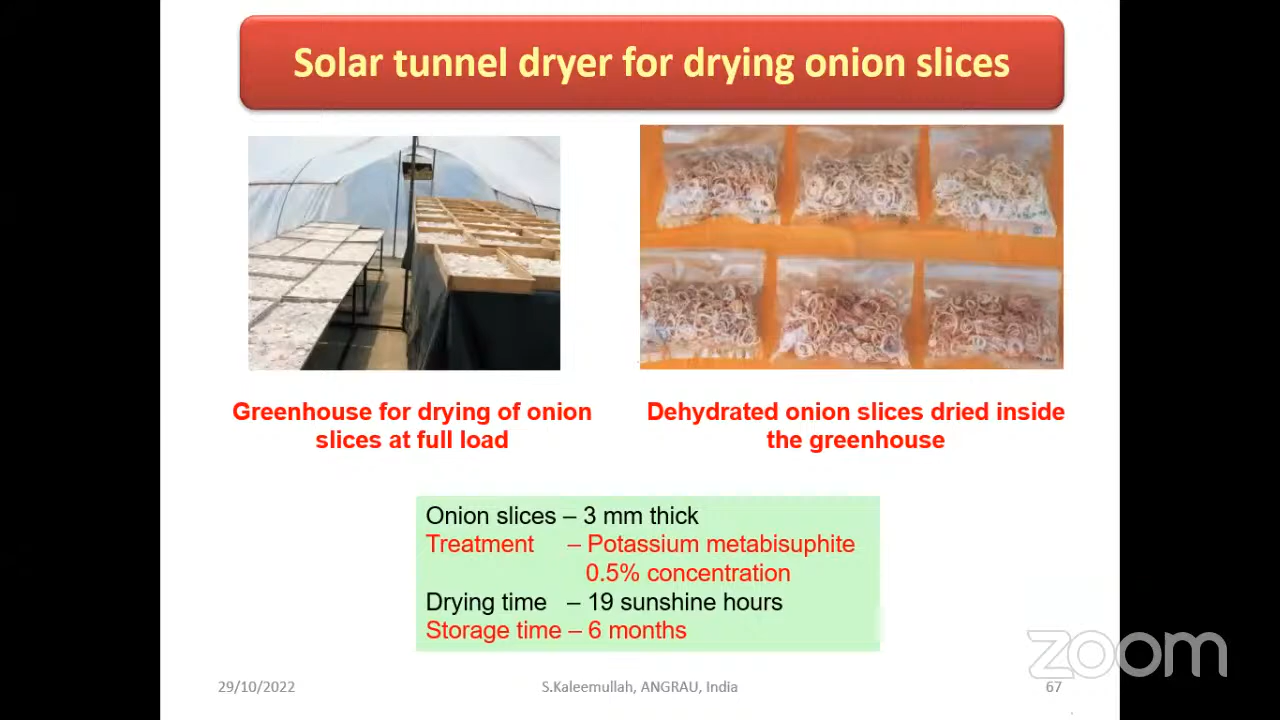 Solar tunnel dryer for drying onion slices
Greenhouse for drying of onion
slices at full load
Dehydrated onion slices dried inside
the greenhouse
Onion slices – 3 mm thick
Treatment – Potassium metabisuphite
0.5% concentration
Drying time – 19 sunshine hours
Storage time – 6 months
zoom
29/10/2022
S.Kaleemullah, ANGRAU, India
67